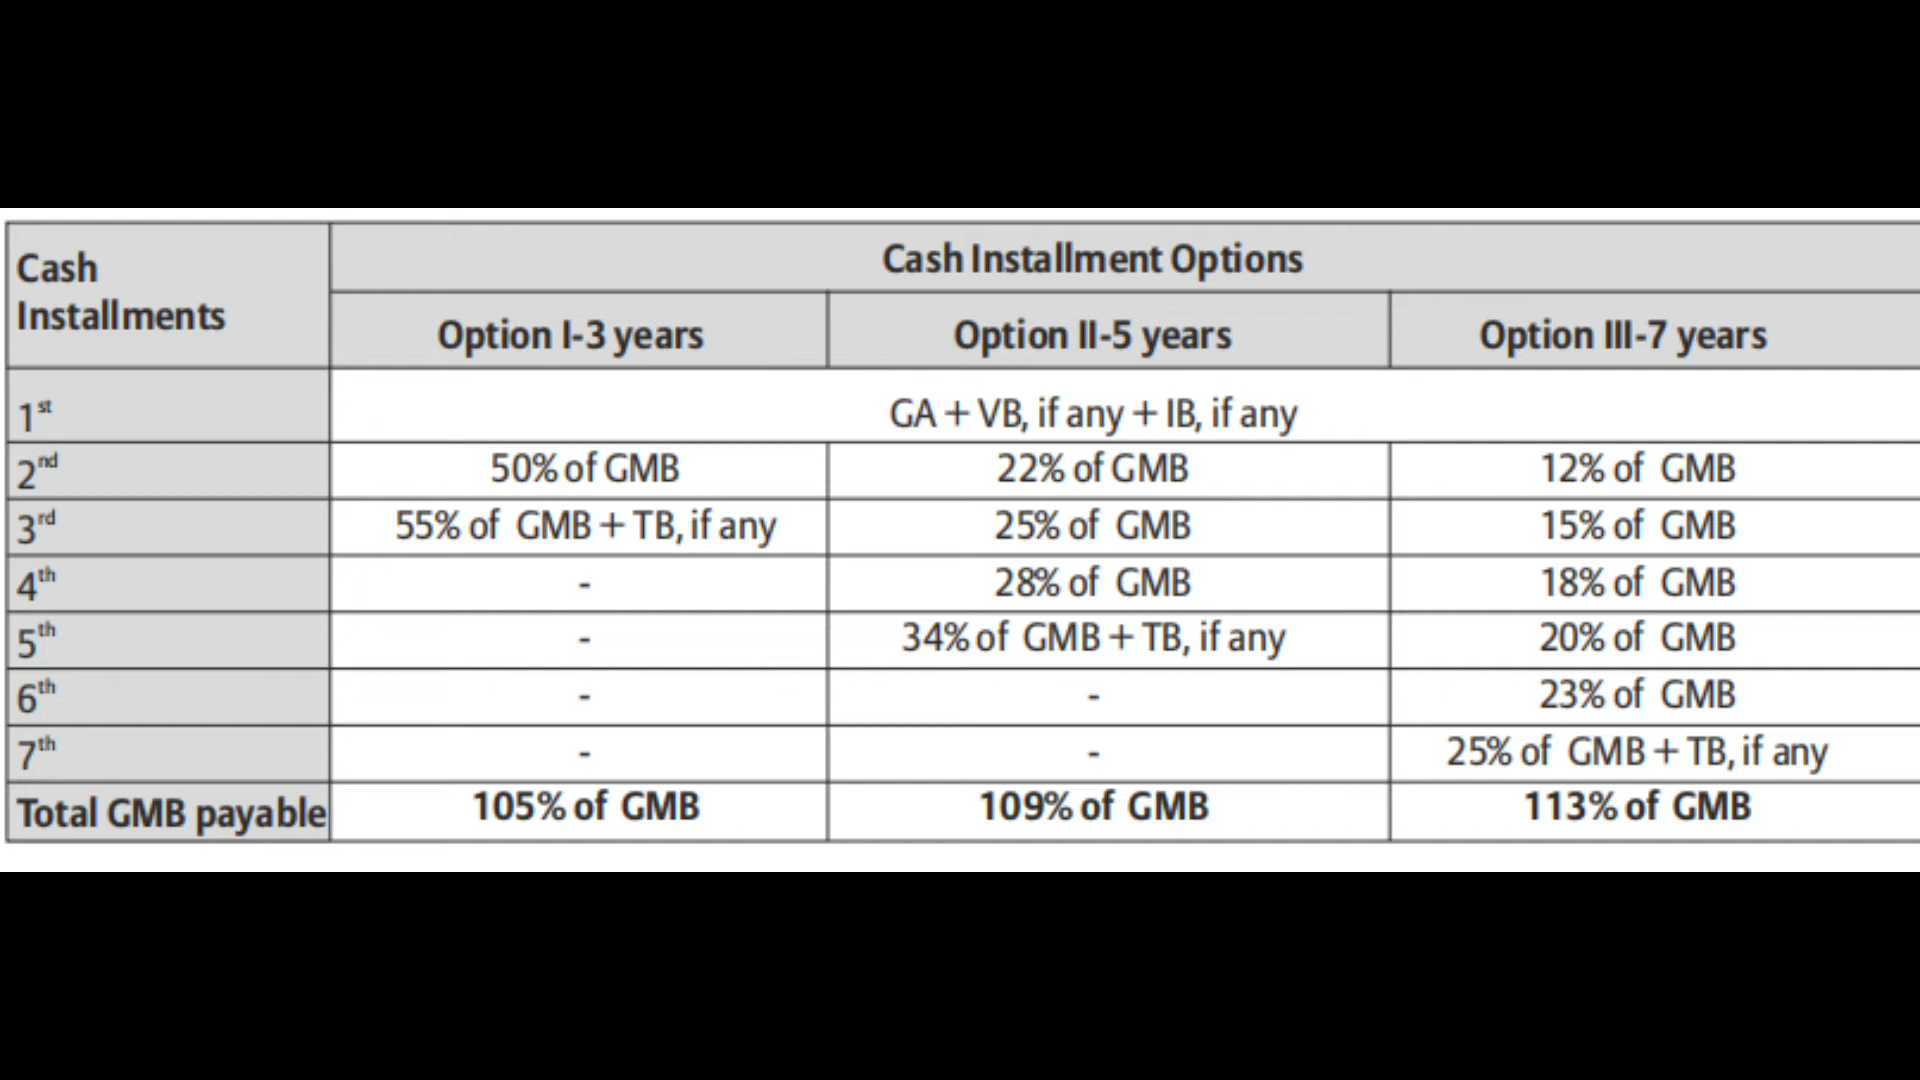 Cash Installments
Cash Installment Options
Option I-3 years
Option II-5 years
Option III-7 years
1st
GA + VB, if any + IB, if any
2nd
50% of GMB
22% of GMB
12% of GMB
3rd
55% of GMB + TB, if any
25% of GMB
15% of GMB
4th
-
28% of GMB
18% of GMB
5th
-
34% of GMB + TB, if any
20% of GMB
6th
-
-
23% of GMB
7th
-
-
25% of GMB + TB, if any
Total GMB payable
105% of GMB
109% of GMB
113% of GMB